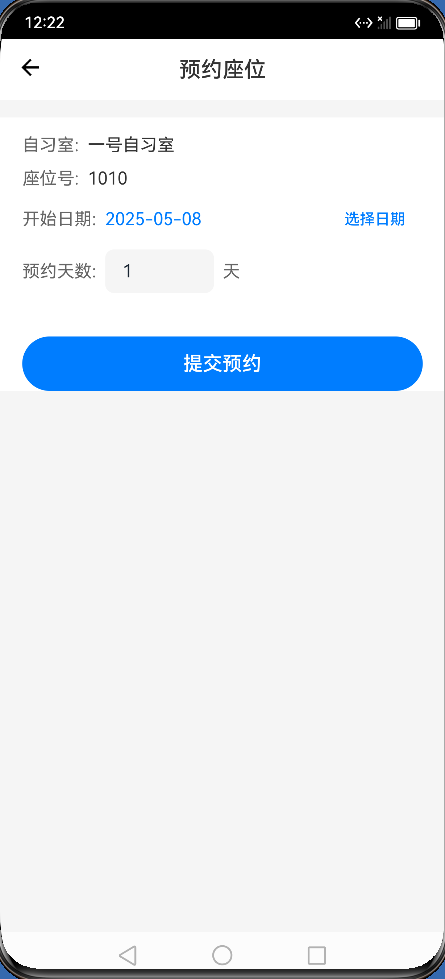 12:22
预约座位
自习室: 一号自习室
座位号: 1010
开始日期: 2025-05-08 选择日期
预约天数: 1 天
提交预约